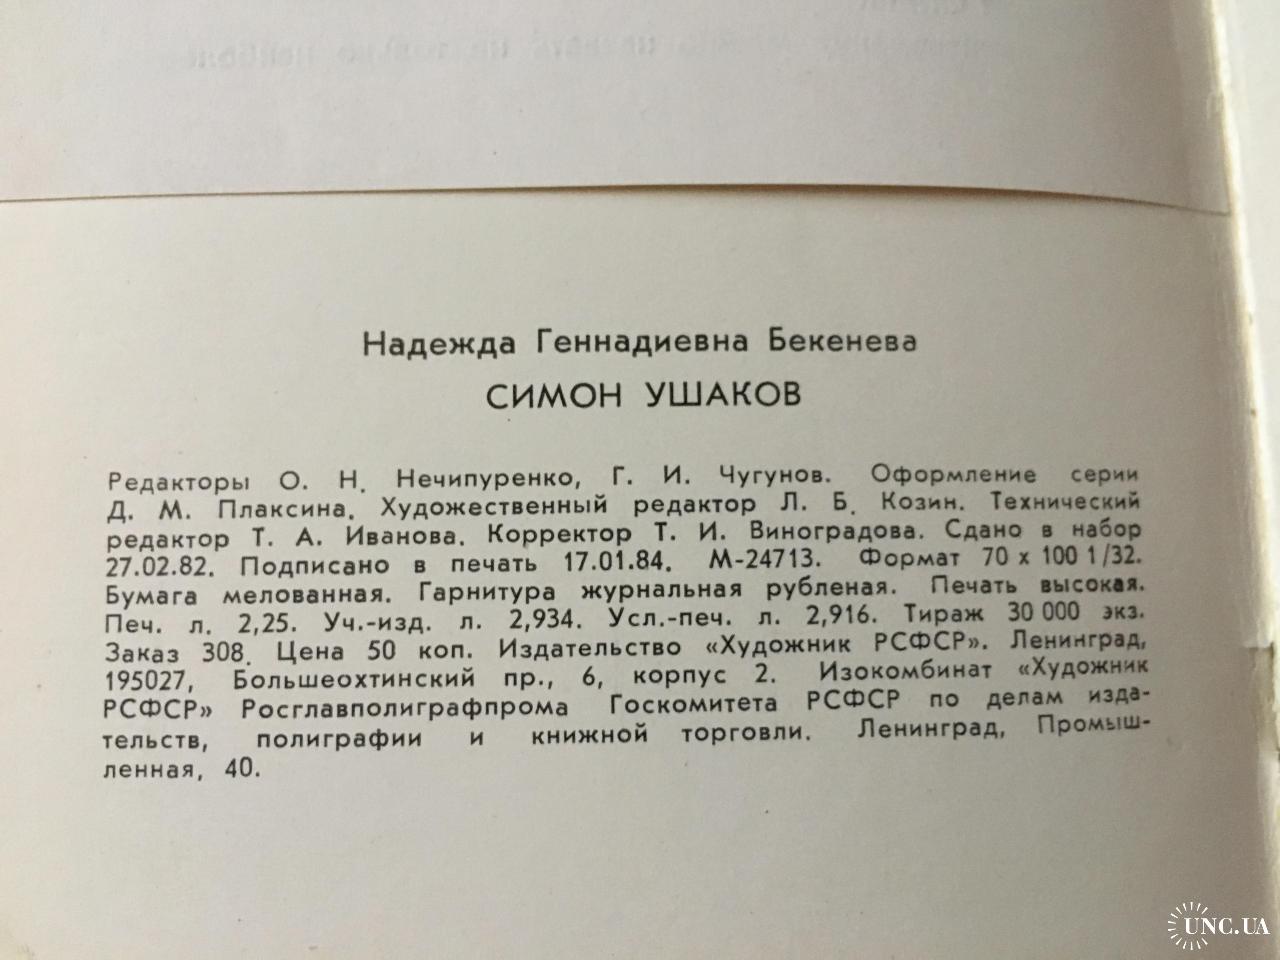 Надежда Геннадиевна Бекенева
СИМОН УШАКОВ
Редакторы О. Н. Нечипуренко, Г. И. Чугунов. Оформление серии
Д. М. Плаксина. Художественный редактор Л. Б. Козин. Технический
редактор Т. А. Иванова. Корректор Т. И. Виноградова. Сдано в набор
27.02.82. Подписано в печать 17.01.84. М-24713. Формат 70 х 100 1/32.
Бумага мелованная. Гарнитура журнальная рубленая. Печать высокая.
Печ. л. 2,25. Уч.-изд. л. 2,934. Усл.-печ. л. 2,916. Тираж 30 000 экз.
Заказ 308. Цена 50 коп. Издательство «Художник РСФСР». Ленинград,
195027, Большеохтинский пр., 6, корпус 2. Изокомбинат «Художник
РСФСР» Росглавполиграфпрома Госкомитета РСФСР по делам изда-
тельств, полиграфии и книжной торговли. Ленинград, Промыш-
ленная, 40.
UNC.UA